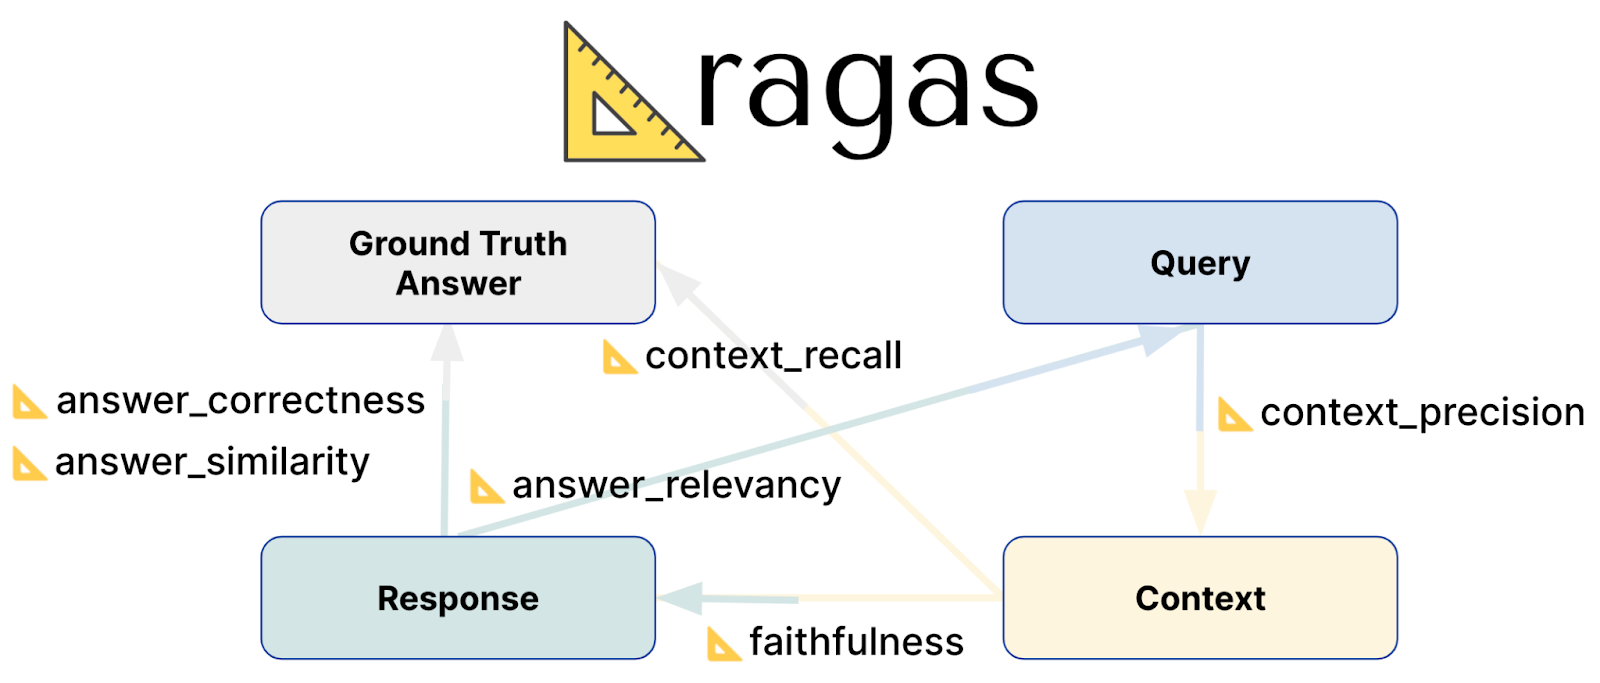 ragas
Ground Truth
Answer
Query
context_recall
answer_correctness
context_precision
answer_similarity
answer_relevancy
Response
Context
faithfulness